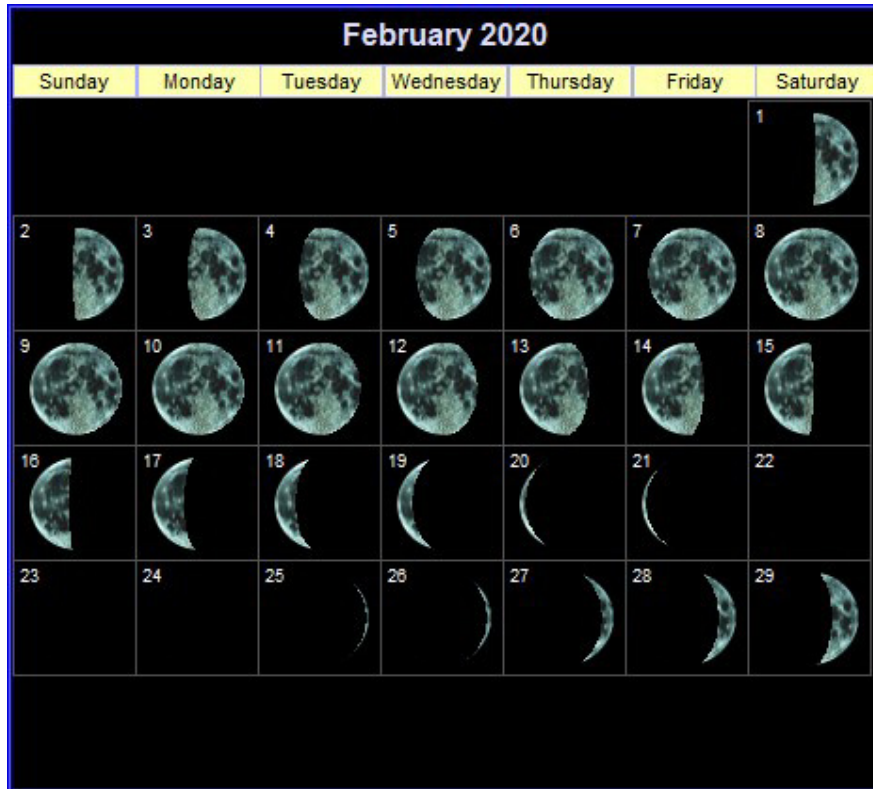 February 2020
Sunday Monday Tuesday Wednesday Thursday Friday Saturday
1
2 3 4 5 6 7 8
9 10 11 12 13 14 15
16 17 18 19 20 21 22
23 24 25 26 27 28 29